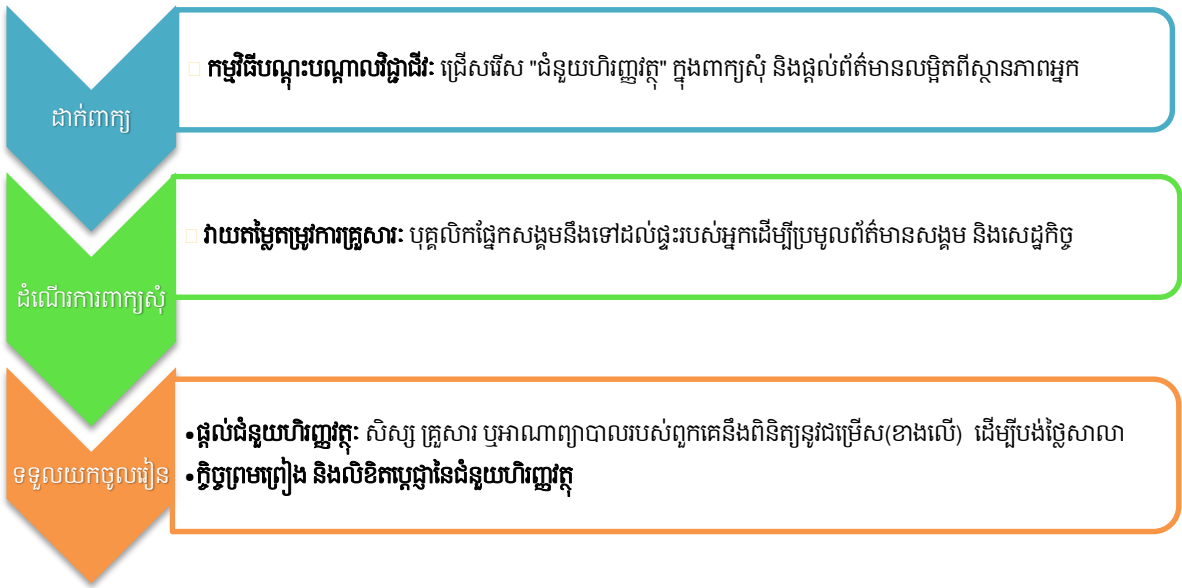 ដាក់ពាក្យ
កម្មវិធីបណ្តុះបណ្តាលវិជ្ជាជីវៈ ជ្រើសរើស "ជំនួយហិរញ្ញវត្ថុ" ក្នុងពាក្យសុំ និងផ្តល់ព័ត៌មានលម្អិតពីស្ថានភាពអ្នក
ដំណើរការពាក្យសុំ
វាយតម្លៃតម្រូវការគ្រួសារ: បុគ្គលិកផ្នែកសង្គមនឹងទៅដល់ផ្ទះរបស់អ្នកដើម្បីប្រមូលព័ត៌មានសង្គម និងសេដ្ឋកិច្ច
ទទួលយកចូលរៀន
•ផ្តល់ជំនួយហិរញ្ញវត្ថុ: សិស្ស គ្រួសារ ឬអាណាព្យាបាលរបស់ពួកគេនឹងពិនិត្យនូវជម្រើស(ខាងលើ) ដើម្បីបង់ថ្លៃសាលា
•កិច្ចព្រមព្រៀង និងលិខិតប្តេជ្ញានៃជំនួយហិរញ្ញវត្ថុ